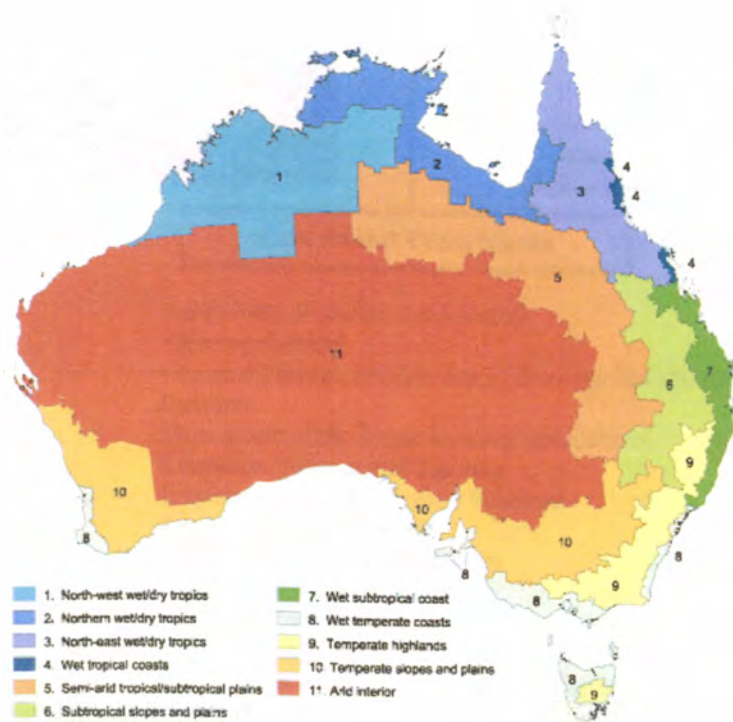 1
2
3
4
4
4
5
11
6
7
9
10
8
10
8
10
8
9
8
8
9
1. North-west wet/dry tropics
2. Northern wet/dry tropics
3. North-east wet/dry tropics
4. Wet tropical coasts
5. Semi-arid tropical/subtropical plains
6. Subtropical slopes and plains
7. Wet subtropical coast
8. Wet temperate coasts
9. Temperate highlands
10. Temperate slopes and plains
11. Arid interior